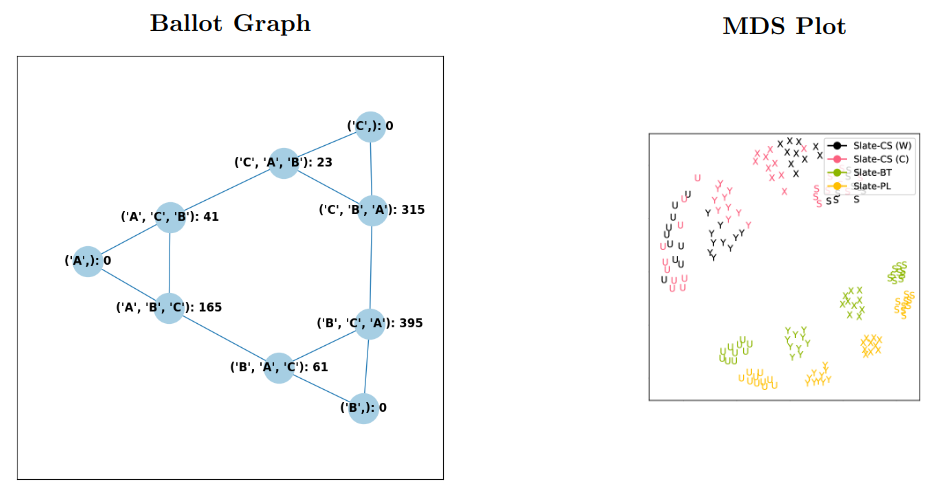 Ballot Graph
MDS Plot
('C',): 0
('C', 'A', 'B'): 23
('C', 'B', 'A'): 315
('A', 'C', 'B'): 41
('A',): 0
('A', 'B', 'C'): 165
('B', 'C', 'A'): 395
('B', 'A', 'C'): 61
('B',): 0
Slate-CS (W)
Slate-CS (C)
Slate-BT
Slate-PL